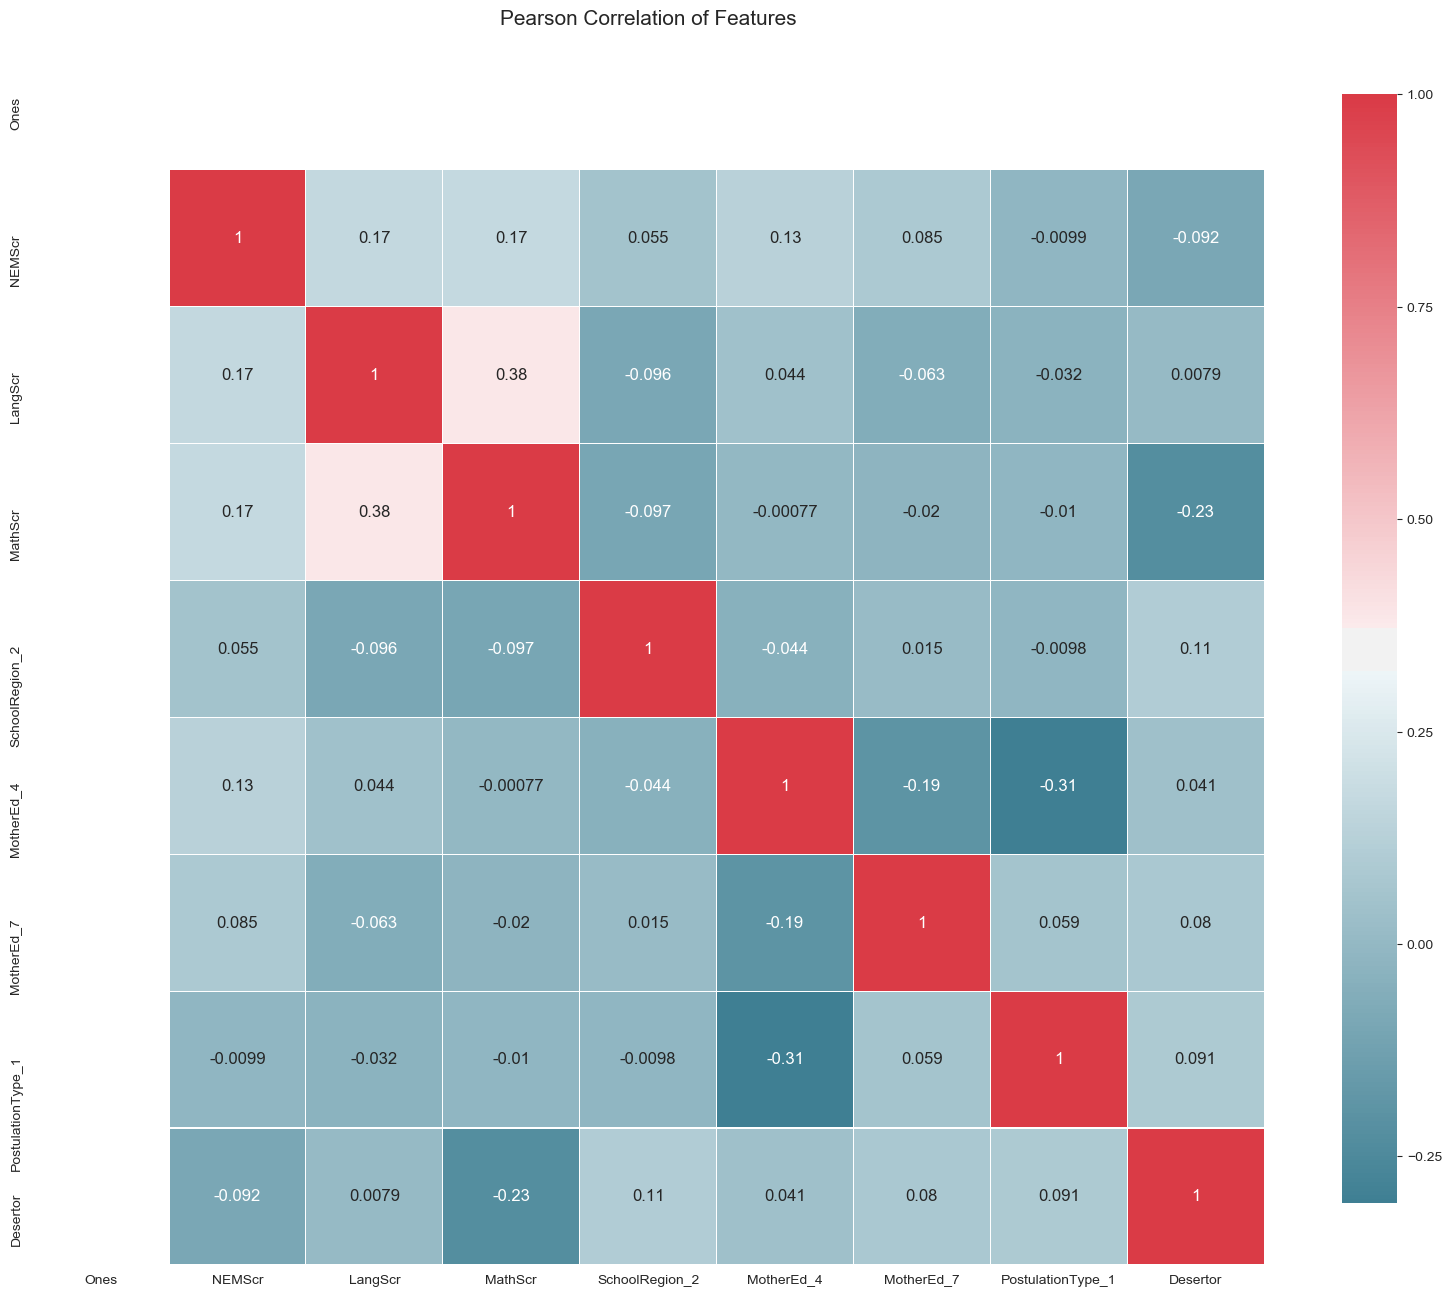 Pearson Correlation of Features
Ones
NEMScr 1 0.17 0.17 0.055 0.13 0.085 -0.0099 -0.092
LangScr 0.17 1 0.38 -0.096 0.044 -0.063 -0.032 0.0079
MathScr 0.17 0.38 1 -0.097 -0.00077 -0.02 -0.01 -0.23
SchoolRegion_2 0.055 -0.096 -0.097 1 -0.044 0.015 -0.0098 0.11
MotherEd_4 0.13 0.044 -0.00077 -0.044 1 -0.19 -0.31 0.041
MotherEd_7 0.085 -0.063 -0.02 0.015 -0.19 1 0.059 0.08
PostulationType_1 -0.0099 -0.032 -0.01 -0.0098 -0.31 0.059 1 0.091
Desertor -0.092 0.0079 -0.23 0.11 0.041 0.08 0.091 1
Ones NEMScr LangScr MathScr SchoolRegion_2 MotherEd_4 MotherEd_7 PostulationType_1 Desertor
1.00
0.75
0.50
0.25
0.00
−0.25